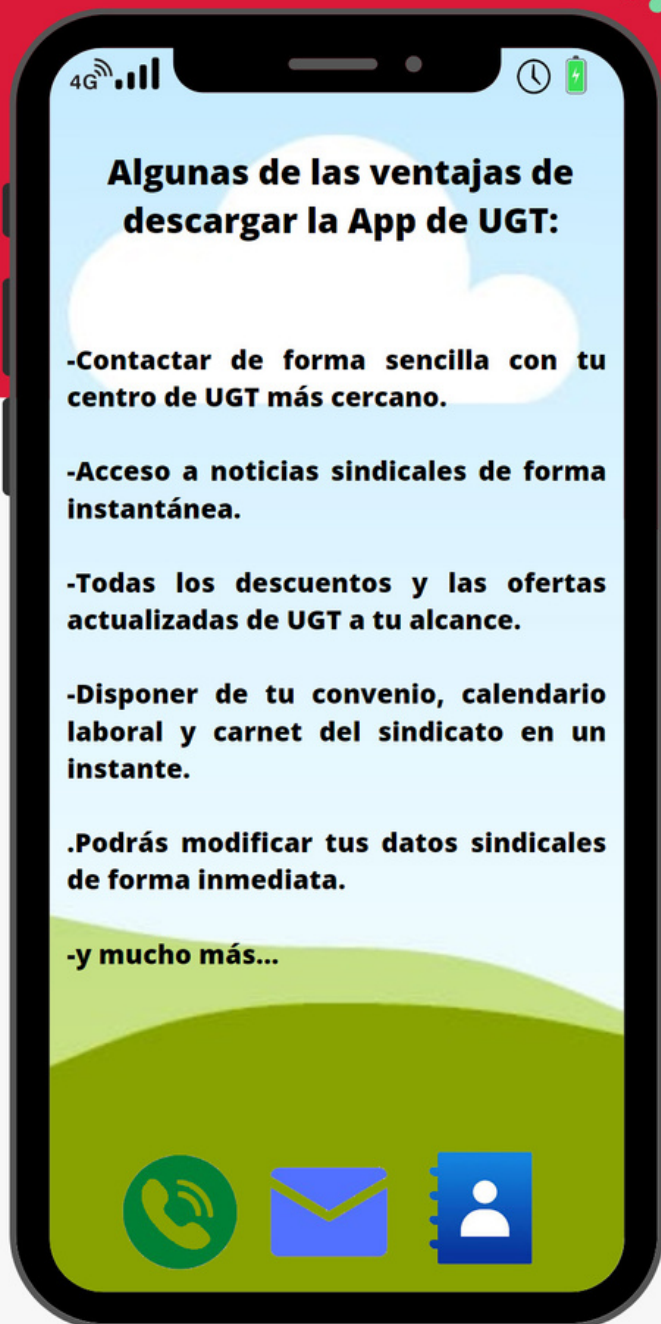 4G
Algunas de las ventajas de
descargar la App de UGT:
-Contactar de forma sencilla con tu
centro de UGT más cercano.
-Acceso a noticias sindicales de forma
instantánea.
-Todas los descuentos y las ofertas
actualizadas de UGT a tu alcance.
-Disponer de tu convenio, calendario
laboral y carnet del sindicato en un
instante.
.Podrás modificar tus datos sindicales
de forma inmediata.
-y mucho más...